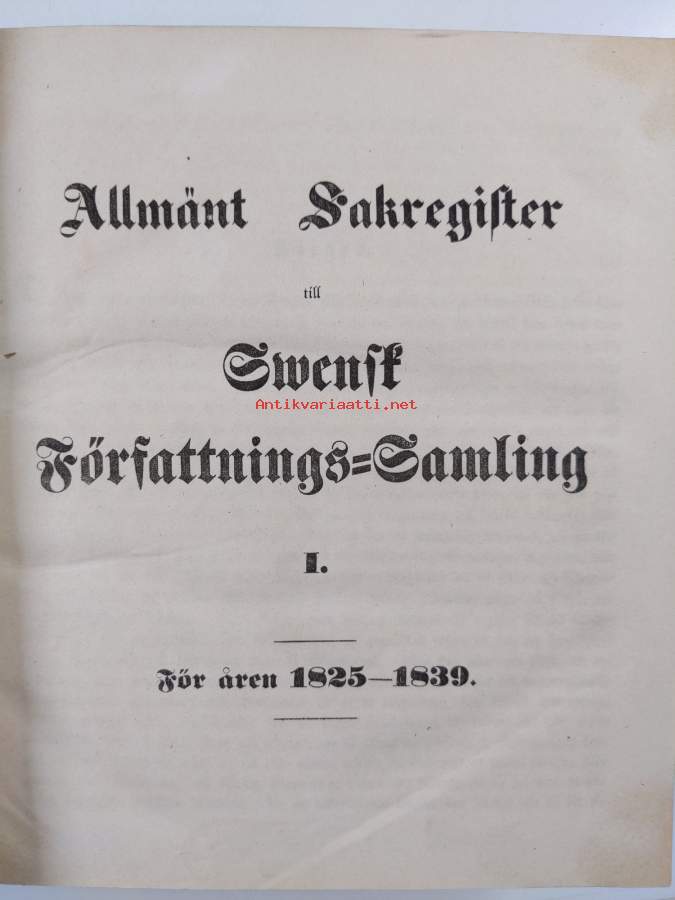 Allmänt Sakregister
till
Swensk
Antikvariaatti.net
Författnings=Samling
I.
För åren 1825—1839.